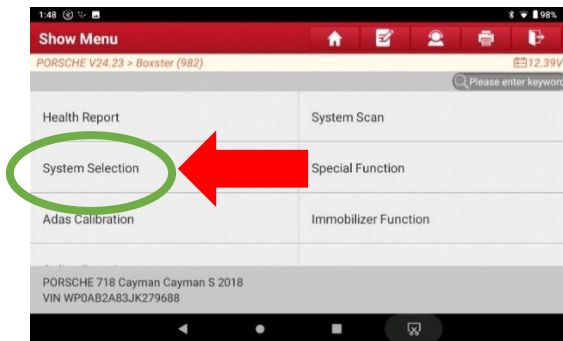 1:48
98%
Show Menu
PORSCHE V24.23 > Boxster (982)
12.39V
Please enter keyword
Health Report
System Scan
System Selection
Special Function
Adas Calibration
Immobilizer Function
PORSCHE 718 Cayman Cayman S 2018
VIN WP0AB2A83JK279688